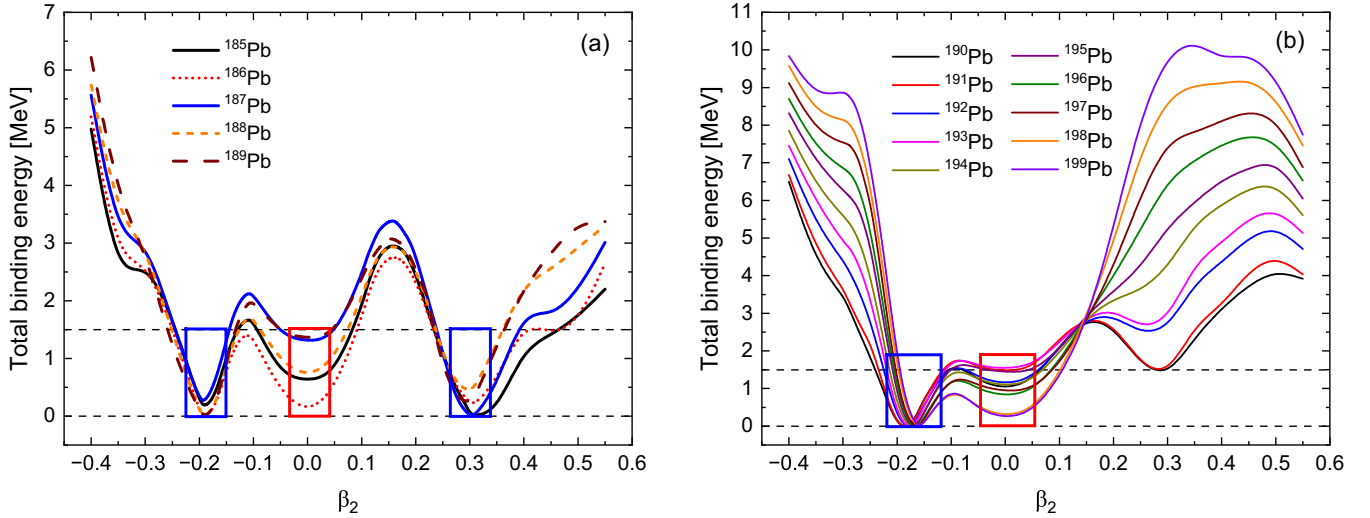 (a)
Total binding energy [MeV]
7
6
5
4
3
2
1
0
¹⁸⁵Pb
¹⁸⁶Pb
¹⁸⁷Pb
¹⁸⁸Pb
¹⁸⁹Pb
−0.4 −0.3 −0.2 −0.1 0.0 0.1 0.2 0.3 0.4 0.5 0.6
β₂
(b)
Total binding energy [MeV]
11
10
9
8
7
6
5
4
3
2
1
0
¹⁹⁰Pb ¹⁹⁵Pb
¹⁹¹Pb ¹⁹⁶Pb
¹⁹²Pb ¹⁹⁷Pb
¹⁹³Pb ¹⁹⁸Pb
¹⁹⁴Pb ¹⁹⁹Pb
−0.4 −0.3 −0.2 −0.1 0.0 0.1 0.2 0.3 0.4 0.5 0.6
β₂